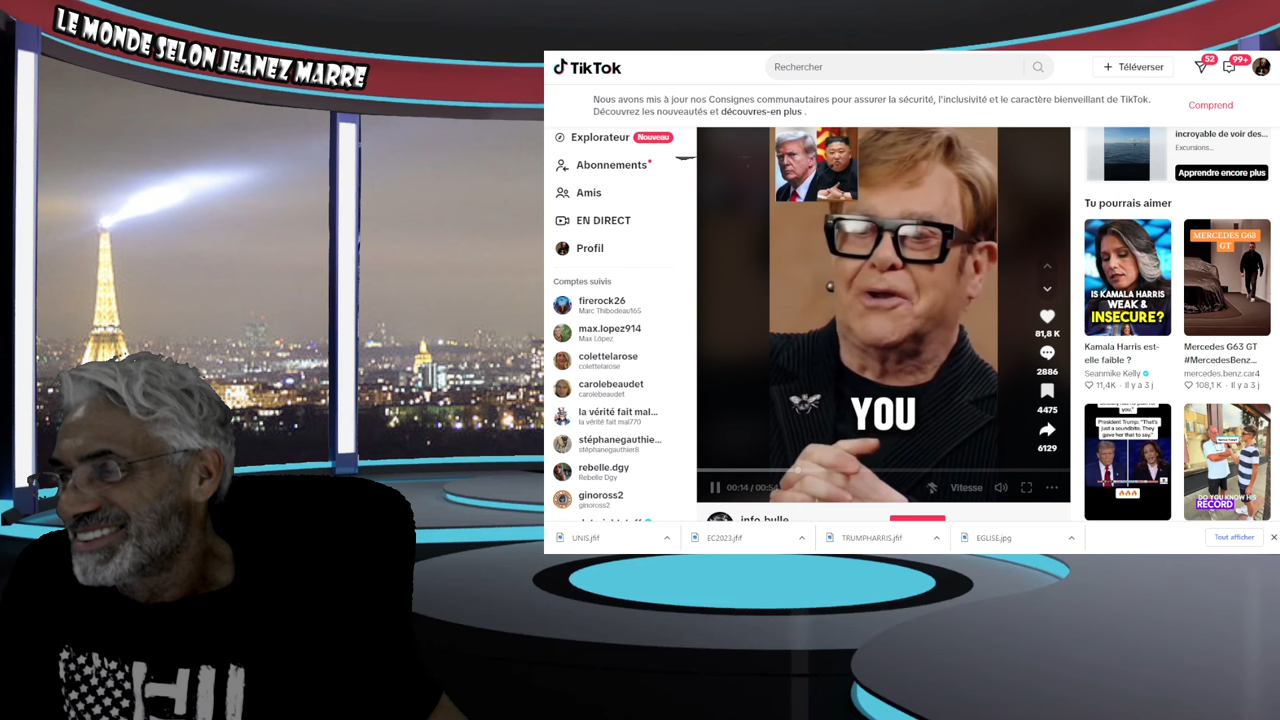 LE MONDE SELON JEANEZ MARRE
TikTok
Rechercher
Téléverser
52
99+
Nous avons mis à jour nos Consignes communautaires pour assurer la sécurité, l'inclusivité et le caractère bienveillant de TikTok.
Découvrez les nouveautés et découvres-en plus .
Comprend
Explorateur Nouveau
Abonnements
Amis
EN DIRECT
Profil
Comptes suivis
firerock26
Marc Thibodeau165
max.lopez914
Max López
colettelarose
colettelarose
carolebeaudet
carolebeaudet
la vérité fait mal...
la vérité fait mal770
stéphanegauthie...
stéphanegauthier8
rebelle.dgy
Rebelle Dgy
ginoross2
ginoross2
YOU
00:14 / 00:54
Vitesse
81,8 K
2886
4475
6129
info.bulle
incroyable de voir des...
Excursions...
Apprendre encore plus
Tu pourrais aimer
IS KAMALA HARRIS
WEAK &
INSECURE?
Kamala Harris est-
elle faible ?
Seanmike Kelly
11,4K · Il y a 3 j
MERCEDES G63
GT
Mercedes G63 GT
#MercedesBenz...
mercedes.benz.car4
108,1 K · Il y a 3 j
you."
President Trump: "That's
just a soundbite. They
gave her that to say."
DO YOU KNOW HIS
RECORD
UNIS.jfif
EC2023.jfif
TRUMPHARRIS.jfif
EGLISE.jpg
Tout afficher